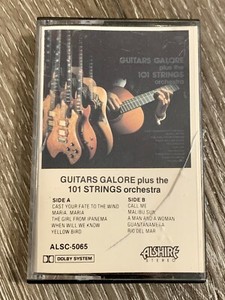 GUITARS GALORE
plus the
101 STRINGS
orchestra
GUITARS GALORE plus the
101 STRINGS orchestra
SIDE A
CAST YOUR FATE TO THE WIND
MARIA, MARIA
THE GIRL FROM IPANEMA
WHEN WILL WE KNOW
YELLOW BIRD
SIDE B
CALL ME
MALIBU SUN
A MAN AND A WOMAN
GUANTANAMELA
RIO DEL MAR
ALSC-5065
DOLBY SYSTEM
ALSHIRE
STEREO